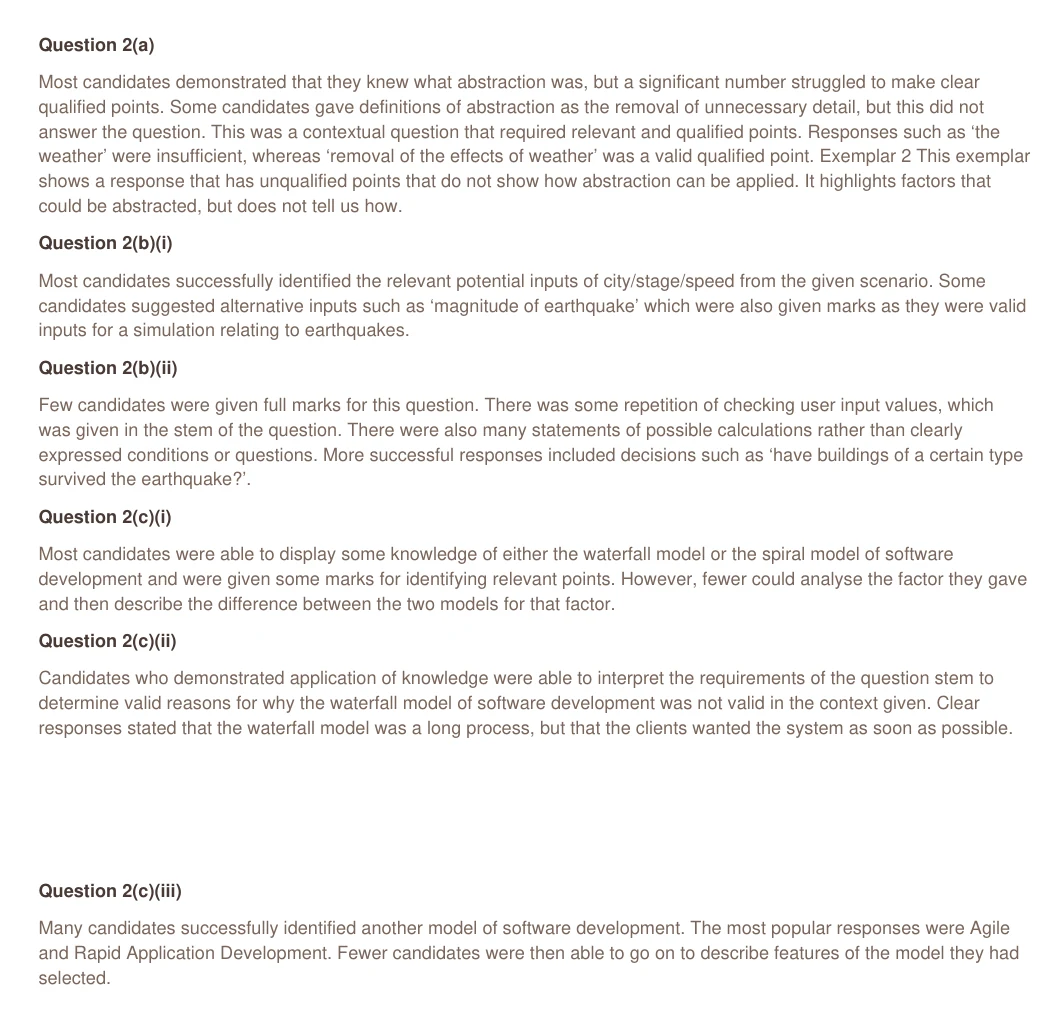 Question 2(a)
Most candidates demonstrated that they knew what abstraction was, but a significant number struggled to make clear
qualified points. Some candidates gave definitions of abstraction as the removal of unnecessary detail, but this did not
answer the question. This was a contextual question that required relevant and qualified points. Responses such as ‘the
weather’ were insufficient, whereas ‘removal of the effects of weather’ was a valid qualified point. Exemplar 2 This exemplar
shows a response that has unqualified points that do not show how abstraction can be applied. It highlights factors that
could be abstracted, but does not tell us how.
Question 2(b)(i)
Most candidates successfully identified the relevant potential inputs of city/stage/speed from the given scenario. Some
candidates suggested alternative inputs such as ‘magnitude of earthquake’ which were also given marks as they were valid
inputs for a simulation relating to earthquakes.
Question 2(b)(ii)
Few candidates were given full marks for this question. There was some repetition of checking user input values, which
was given in the stem of the question. There were also many statements of possible calculations rather than clearly
expressed conditions or questions. More successful responses included decisions such as ‘have buildings of a certain type
survived the earthquake?’.
Question 2(c)(i)
Most candidates were able to display some knowledge of either the waterfall model or the spiral model of software
development and were given some marks for identifying relevant points. However, fewer could analyse the factor they gave
and then describe the difference between the two models for that factor.
Question 2(c)(ii)
Candidates who demonstrated application of knowledge were able to interpret the requirements of the question stem to
determine valid reasons for why the waterfall model of software development was not valid in the context given. Clear
responses stated that the waterfall model was a long process, but that the clients wanted the system as soon as possible.
Question 2(c)(iii)
Many candidates successfully identified another model of software development. The most popular responses were Agile
and Rapid Application Development. Fewer candidates were then able to go on to describe features of the model they had
selected.